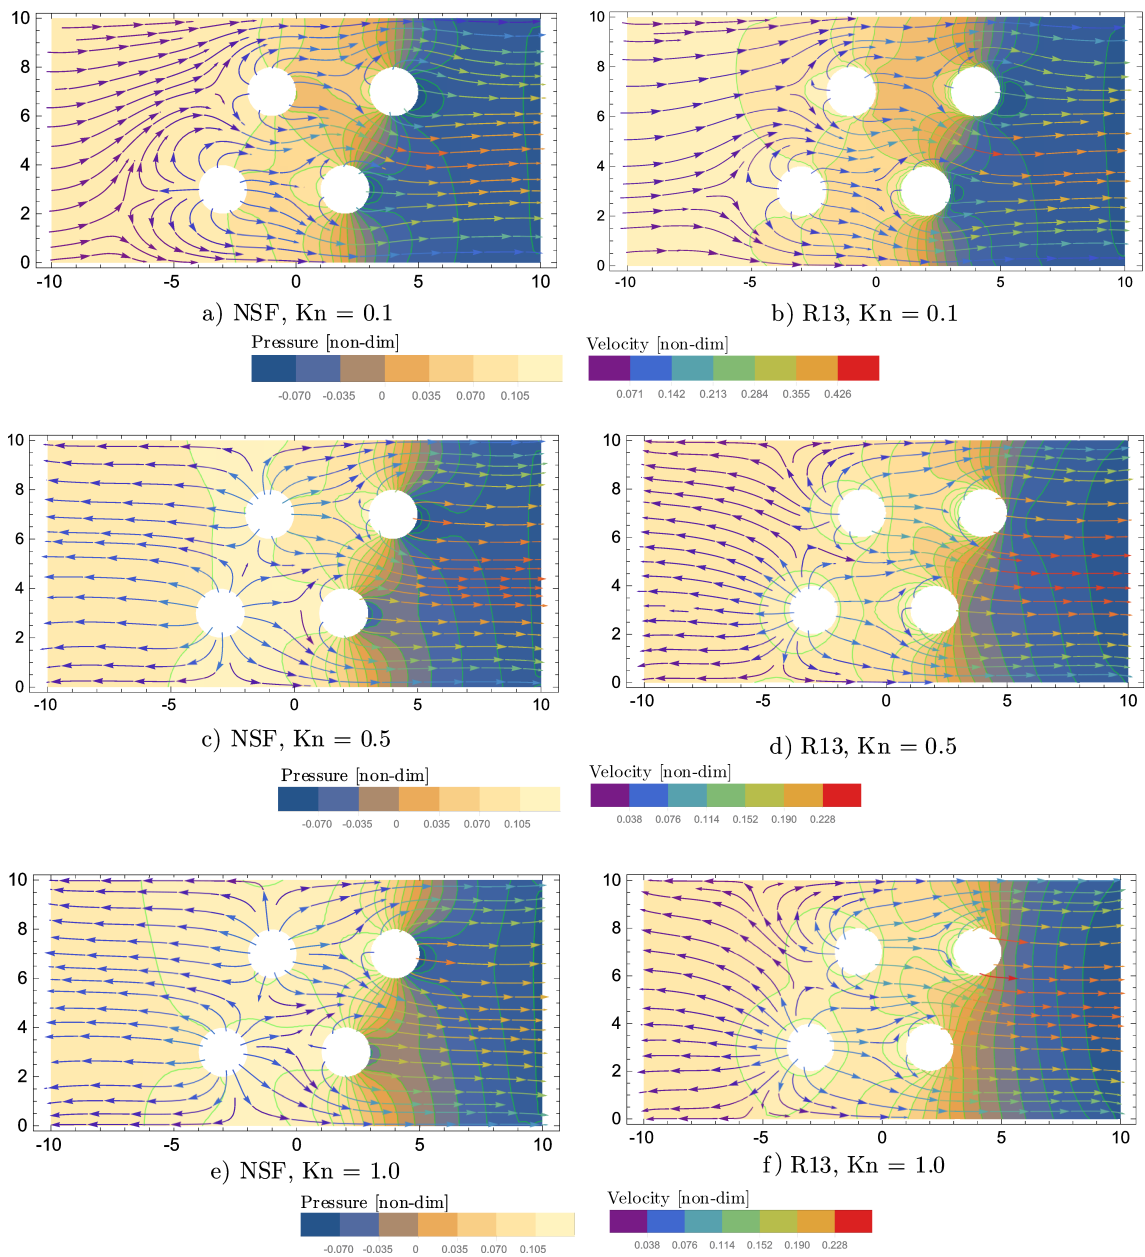 10
8
6
4
2
0
-10 -5 0 5 10
a) NSF, Kn = 0.1
10
8
6
4
2
0
-10 -5 0 5 10
b) R13, Kn = 0.1
Pressure [non-dim]
-0.070 -0.035 0 0.035 0.070 0.105
Velocity [non-dim]
0.071 0.142 0.213 0.284 0.355 0.426
10
8
6
4
2
0
-10 -5 0 5 10
c) NSF, Kn = 0.5
10
8
6
4
2
0
-10 -5 0 5 10
d) R13, Kn = 0.5
Pressure [non-dim]
-0.070 -0.035 0 0.035 0.070 0.105
Velocity [non-dim]
0.038 0.076 0.114 0.152 0.190 0.228
10
8
6
4
2
0
-10 -5 0 5 10
e) NSF, Kn = 1.0
10
8
6
4
2
0
-10 -5 0 5 10
f) R13, Kn = 1.0
Pressure [non-dim]
-0.070 -0.035 0 0.035 0.070 0.105
Velocity [non-dim]
0.038 0.076 0.114 0.152 0.190 0.228